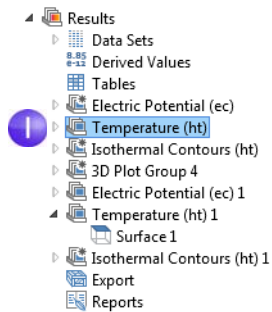 Results
Data Sets
8.85
e-12 Derived Values
Tables
Electric Potential (ec)
1 Temperature (ht)
Isothermal Contours (ht)
3D Plot Group 4
Electric Potential (ec) 1
Temperature (ht) 1
Surface 1
Isothermal Contours (ht) 1
Export
Reports